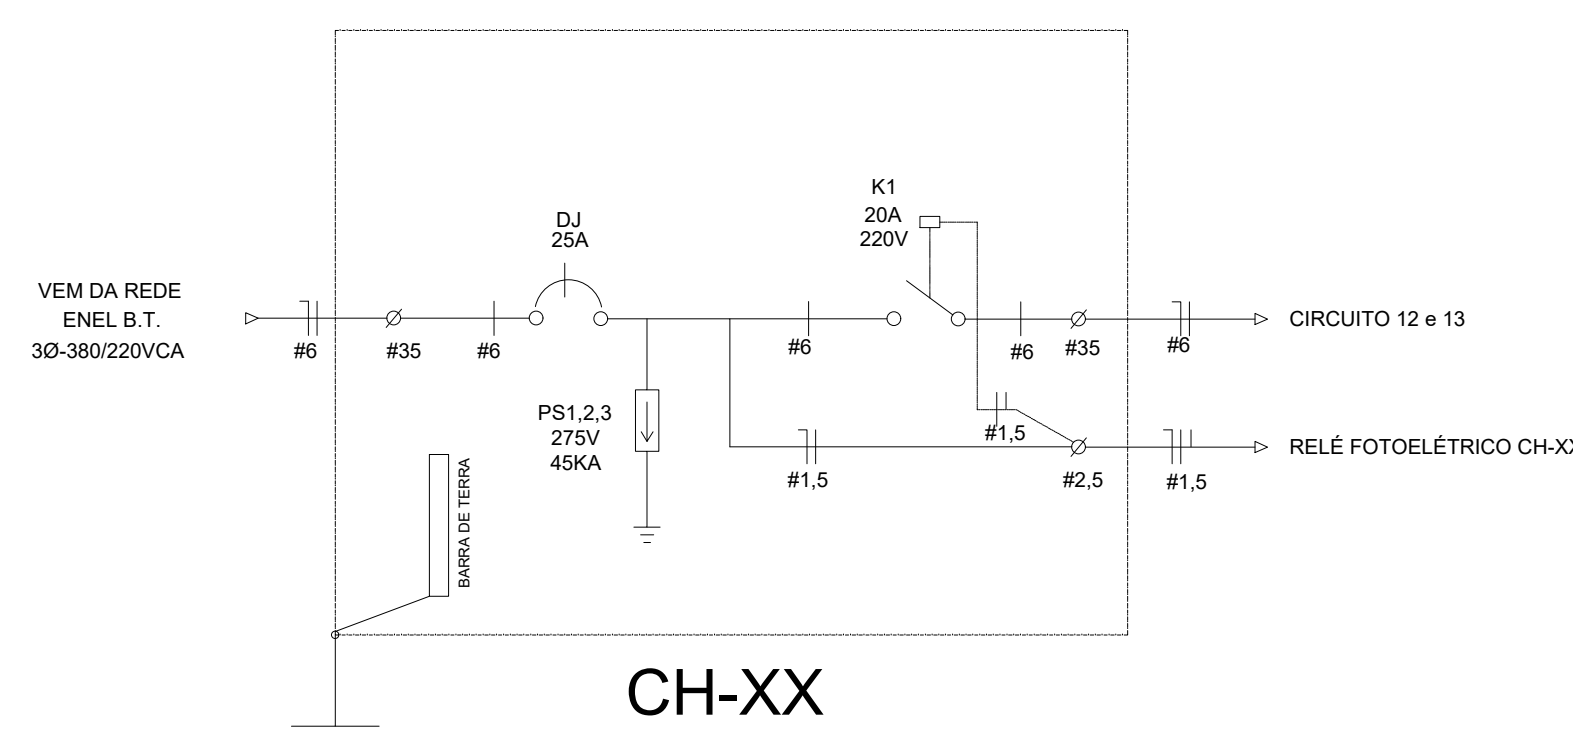 K1
20A
220V
DJ
25A
VEM DA REDE
ENEL B.T.
3Ø-380/220VCA
#6
#35
#6
#6
#6
#35
#6
CIRCUITO 12 e 13
PS1,2,3
275V
45KA
#1,5
#1,5
#2,5
#1,5
RELÉ FOTOELÉTRICO CH-XX
BARRA DE TERRA
CH-XX